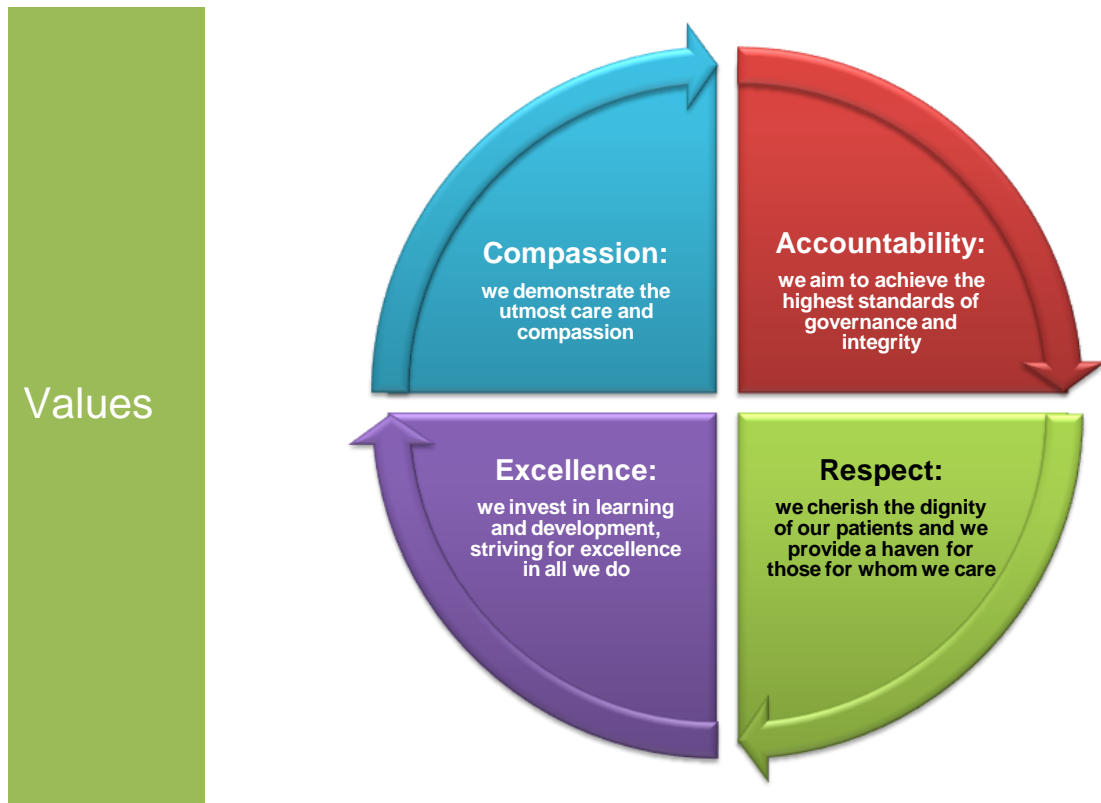 Values
Compassion:
we demonstrate the
utmost care and
compassion
Accountability:
we aim to achieve the
highest standards of
governance and
integrity
Excellence:
we invest in learning
and development,
striving for excellence
in all we do
Respect:
we cherish the dignity
of our patients and we
provide a haven for
those for whom we care